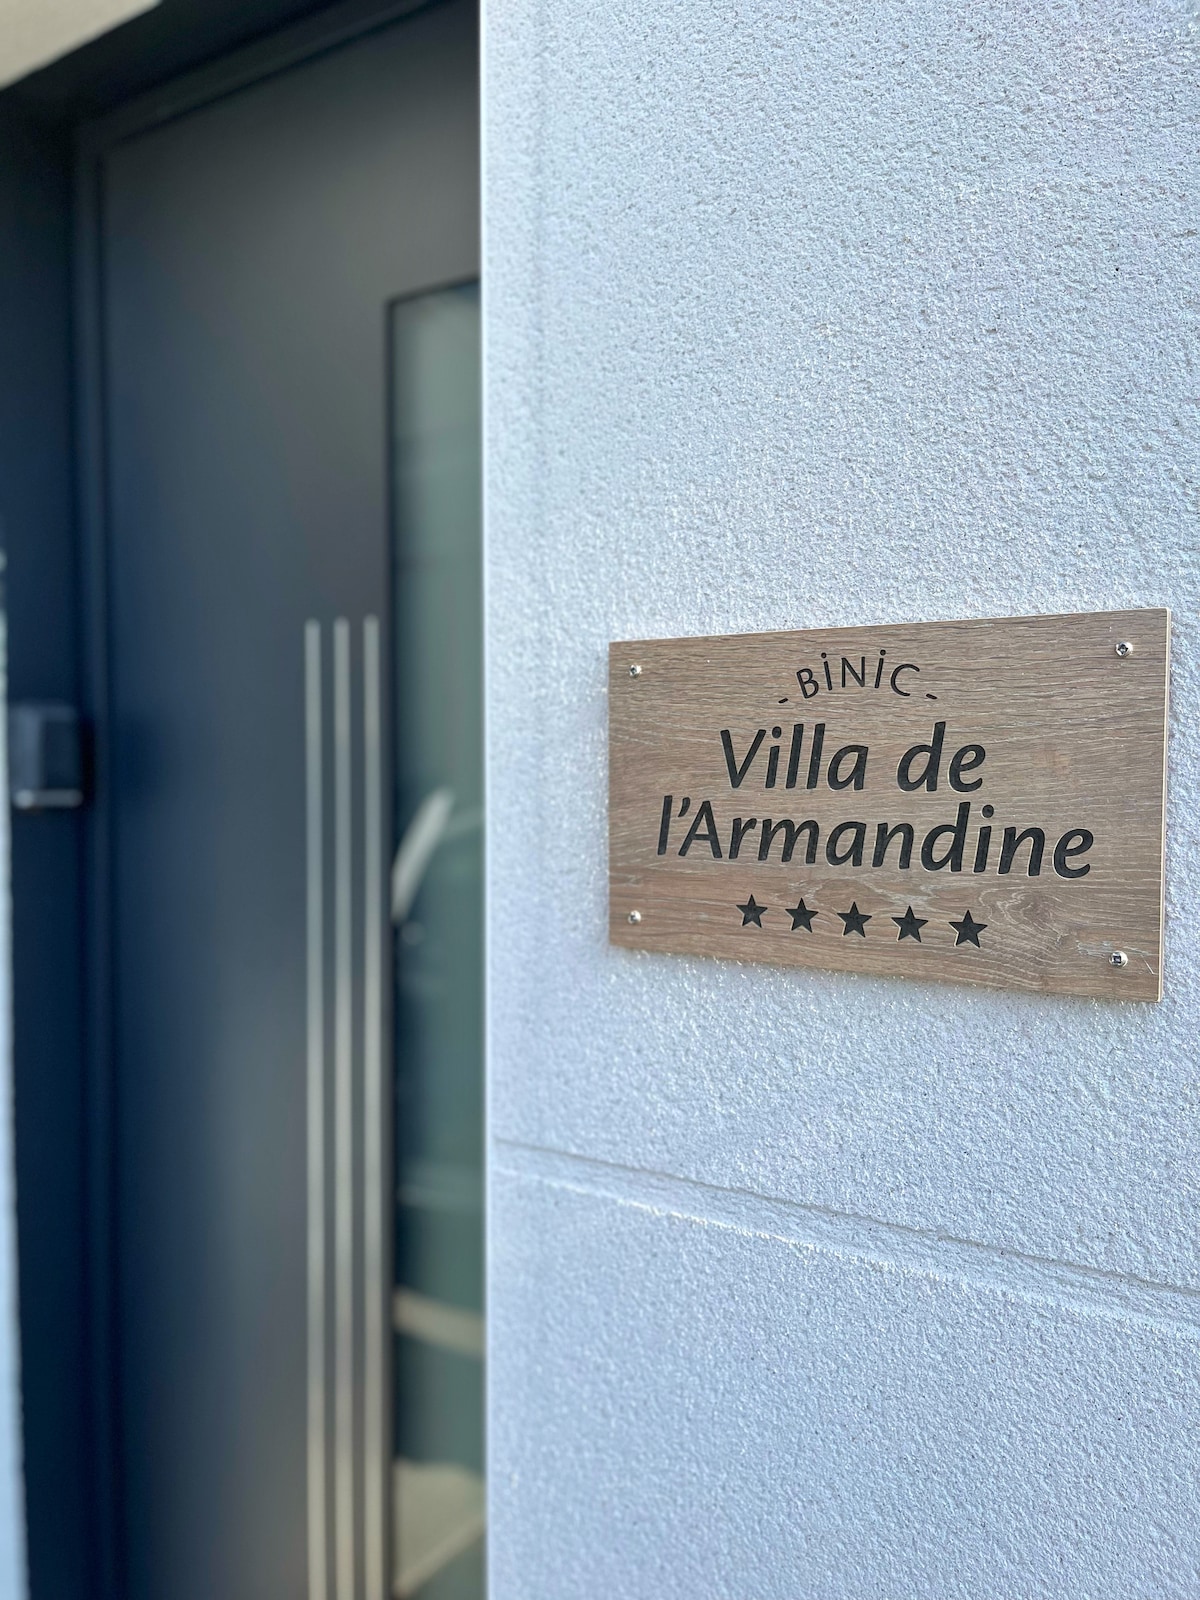 - BiNiC -
Villa de
l'Armandine
★★★★★